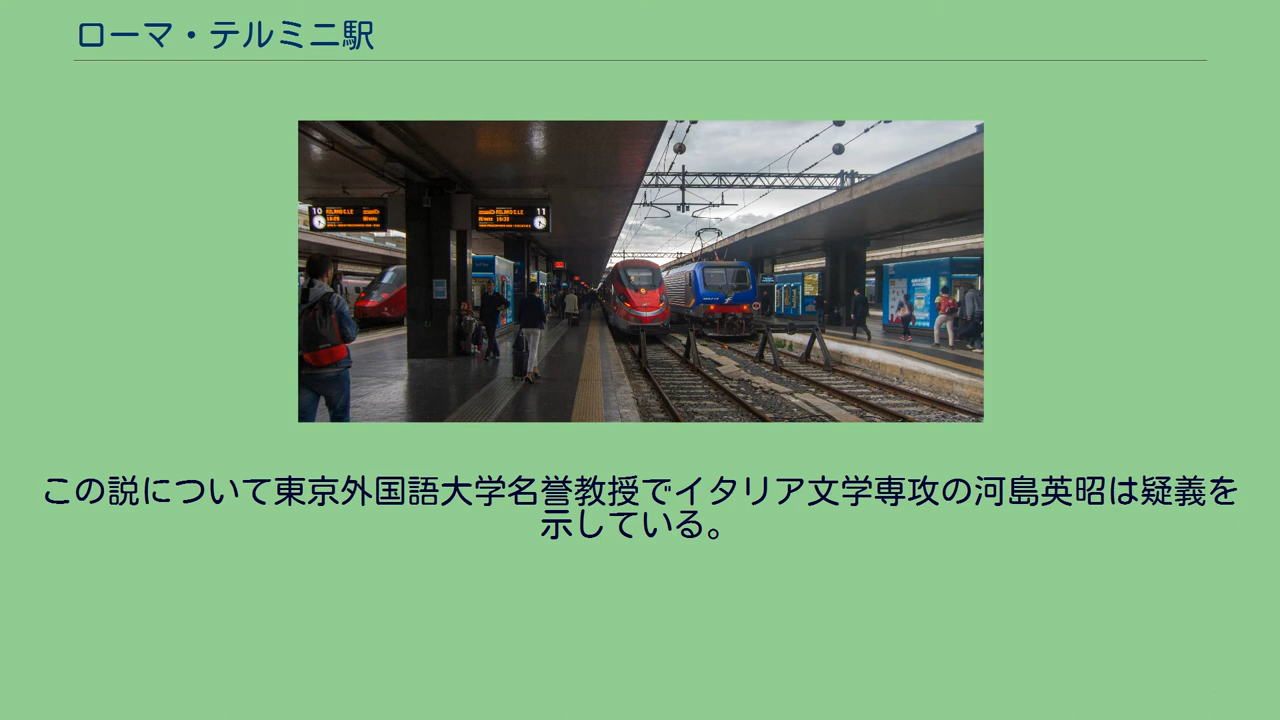 ローマ・テルミニ駅
10
11
この説について東京外国語大学名誉教授でイタリア文学専攻の河島英昭は疑義を
示している。